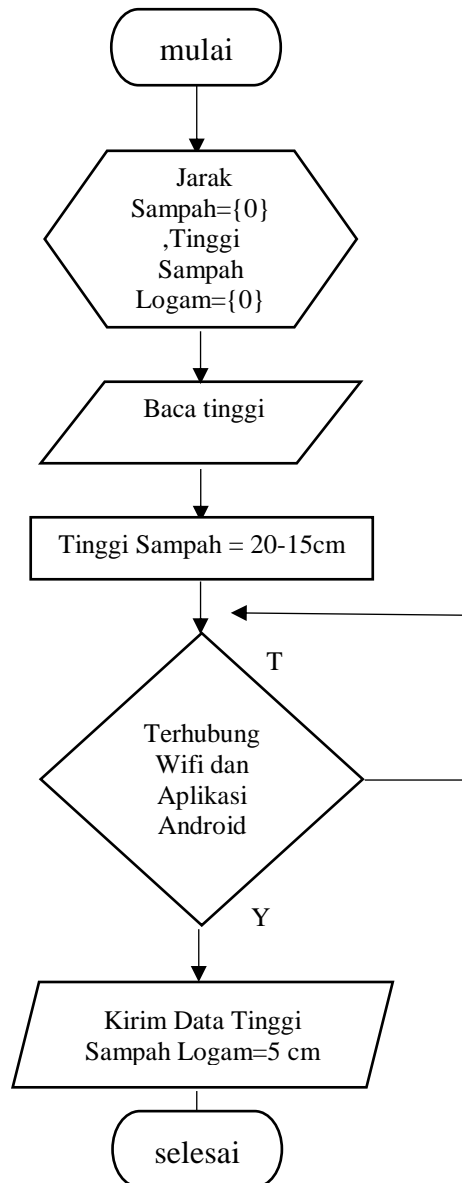 mulai
Jarak
Sampah={0}
,Tinggi
Sampah
Logam={0}
Baca tinggi
Tinggi Sampah = 20-15cm
T
Terhubung
Wifi dan
Aplikasi
Android
Y
Kirim Data Tinggi
Sampah Logam=5 cm
selesai